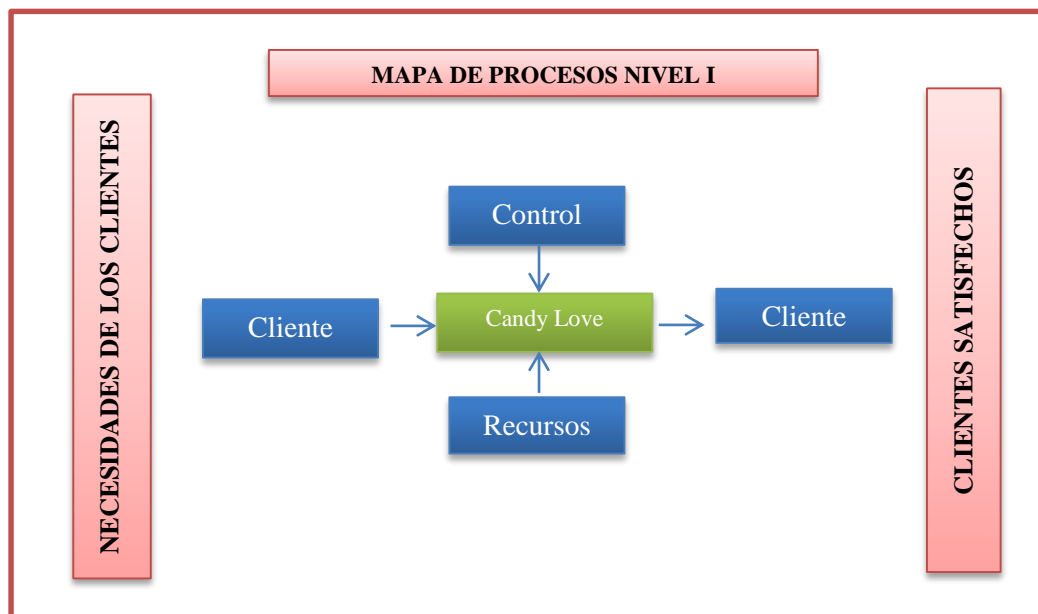 MAPA DE PROCESOS NIVEL I
NECESIDADES DE LOS CLIENTES
Control
Cliente
Candy Love
Cliente
Recursos
CLIENTES SATISFECHOS